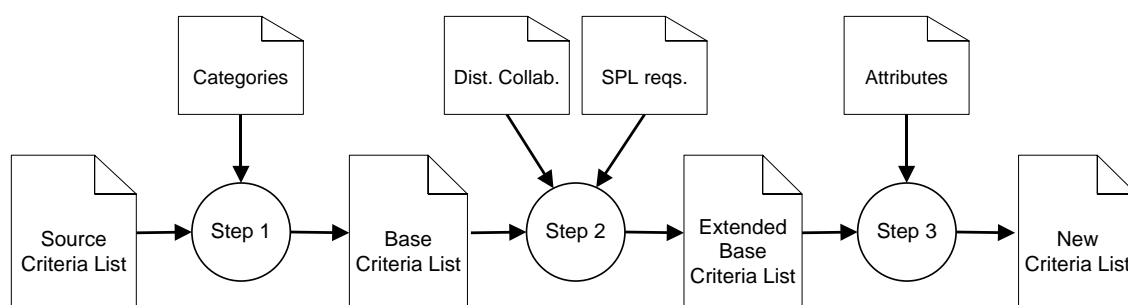 Categories
Dist. Collab.
SPL reqs.
Attributes
Source
Criteria List
Step 1
Base
Criteria List
Step 2
Extended
Base
Criteria List
Step 3
New
Criteria List